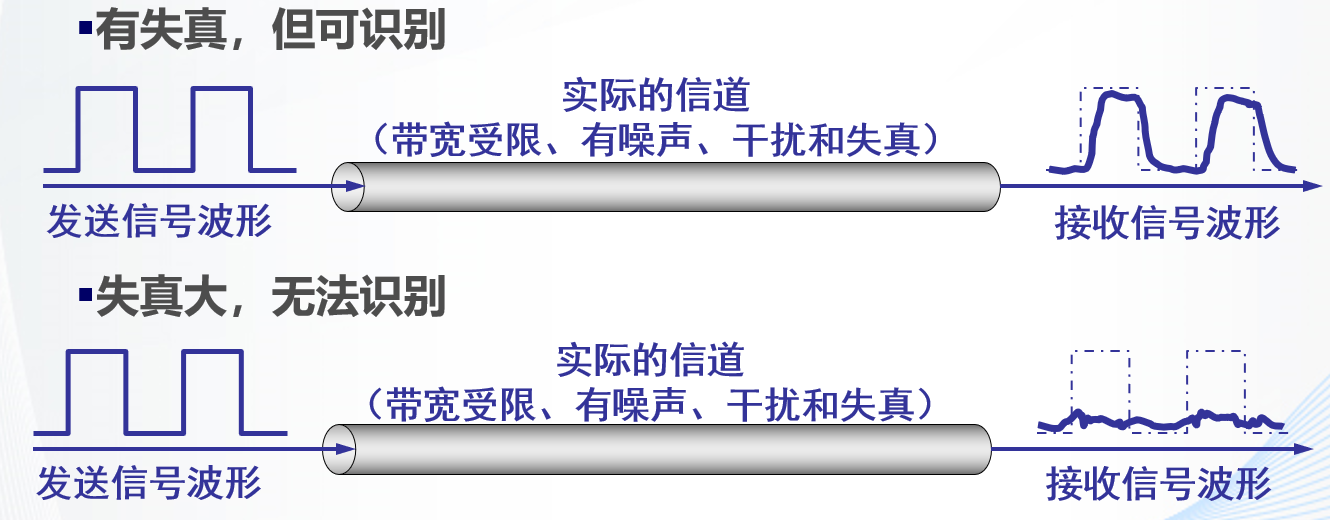 ▪有失真，但可识别
实际的信道
（带宽受限、有噪声、干扰和失真）
发送信号波形
接收信号波形
▪失真大，无法识别
实际的信道
（带宽受限、有噪声、干扰和失真）
发送信号波形
接收信号波形